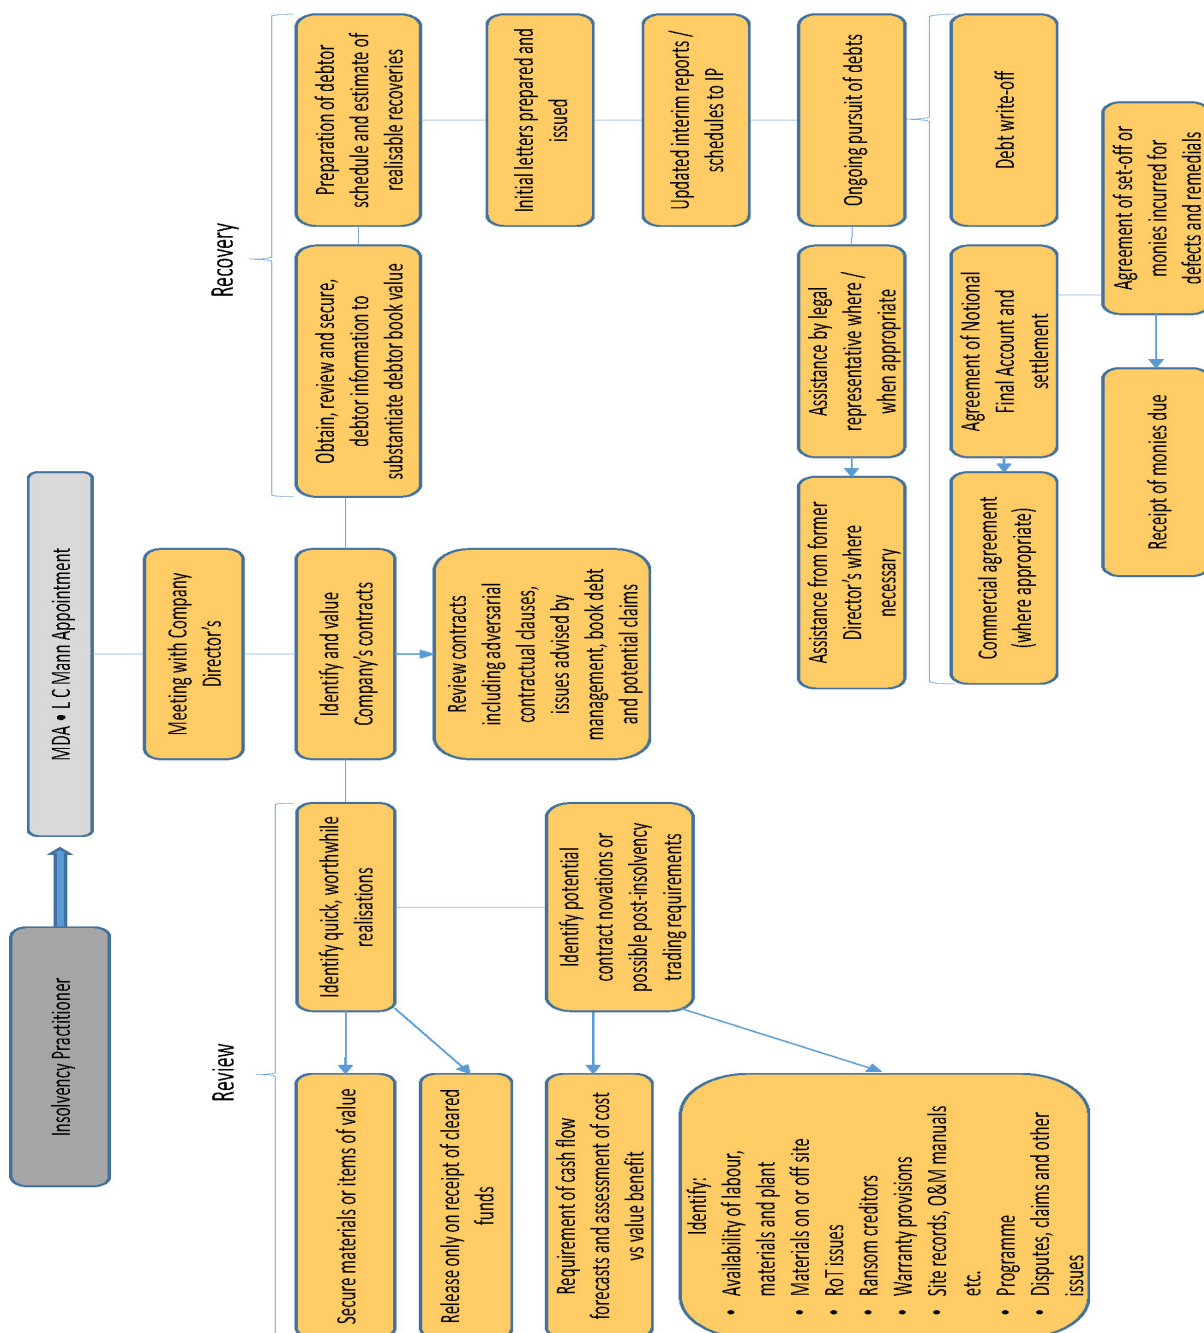 Insolvency Practitioner
MDA • L C Mann Appointment
Meeting with Company
Director's
Review
Recovery
Secure materials or items of value
Identify quick, worthwhile
realisations
Identify and value
Company's contracts
Obtain, review and secure,
debtor information to
substantiate debtor book value
Preparation of debtor
schedule and estimate of
realisable recoveries
Release only on receipt of cleared
funds
Review contracts
including adversarial
contractual clauses,
issues advised by
management, book debt
and potential claims
Initial letters prepared and
issued
Requirement of cash flow
forecasts and assessment of cost
vs value benefit
Identify potential
contract novations or
possible post-insolvency
trading requirements
Updated interim reports /
schedules to IP
Identify:
• Availability of labour,
materials and plant
• Materials on or off site
• RoT issues
• Ransom creditors
• Warranty provisions
• Site records, O&M manuals
etc.
• Programme
• Disputes, claims and other
issues
Assistance from former
Director's where
necessary
Assistance by legal
representative where /
when appropriate
Ongoing pursuit of debts
Commercial agreement
(where appropriate)
Agreement of Notional
Final Account and
settlement
Debt write-off
Receipt of monies due
Agreement of set-off or
monies incurred for
defects and remedials